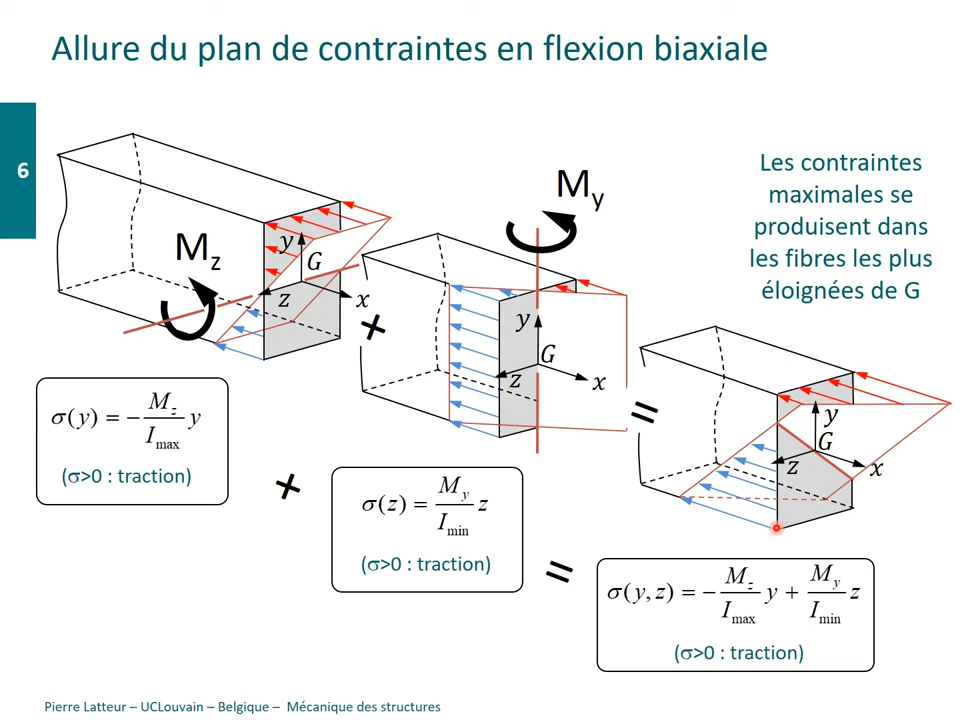 Allure du plan de contraintes en flexion biaxiale
6
Les contraintes
maximales se
produisent dans
les fibres les plus
éloignées de G
M_z
y
G
z
x
+
M_y
y
G
z
x
=
y
G
z
x
σ(y) = − M_z / I_max y
(σ>0 : traction)
+
σ(z) = M_y / I_min z
(σ>0 : traction)
=
σ(y, z) = − M_z / I_max y + M_y / I_min z
(σ>0 : traction)
Pierre Latteur – UCLouvain – Belgique – Mécanique des structures